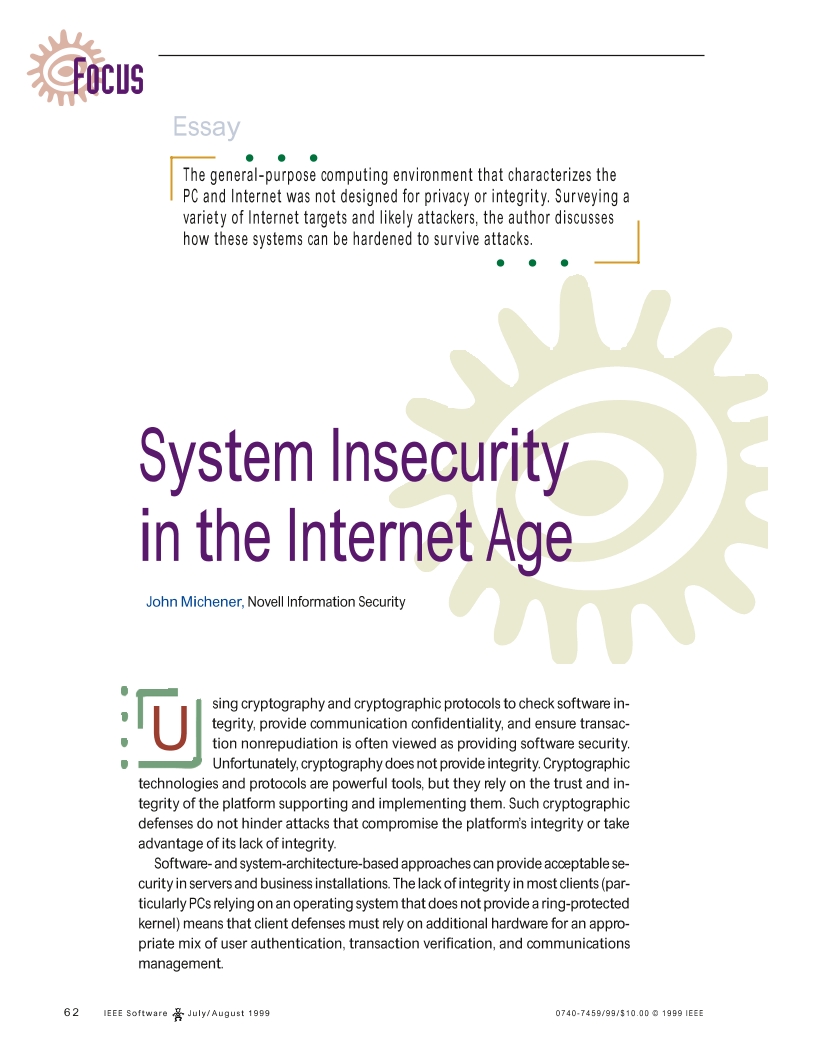 Focus
Essay
The general-purpose computing environment that characterizes the
PC and Internet was not designed for privacy or integrity. Surveying a
variety of Internet targets and likely attackers, the author discusses
how these systems can be hardened to survive attacks.
System Insecurity
in the Internet Age
John Michener, Novell Information Security
Using cryptography and cryptographic protocols to check software in-
tegrity, provide communication confidentiality, and ensure transac-
tion nonrepudiation is often viewed as providing software security.
Unfortunately, cryptography does not provide integrity. Cryptographic
technologies and protocols are powerful tools, but they rely on the trust and in-
tegrity of the platform supporting and implementing them. Such cryptographic
defenses do not hinder attacks that compromise the platform's integrity or take
advantage of its lack of integrity.
Software- and system-architecture-based approaches can provide acceptable se-
curity in servers and business installations. The lack of integrity in most clients (par-
ticularly PCs relying on an operating system that does not provide a ring-protected
kernel) means that client defenses must rely on additional hardware for an appro-
priate mix of user authentication, transaction verification, and communications
management.
62 IEEE Software July/August 1999 0740-7459/99/$10.00 © 1999 IEEE